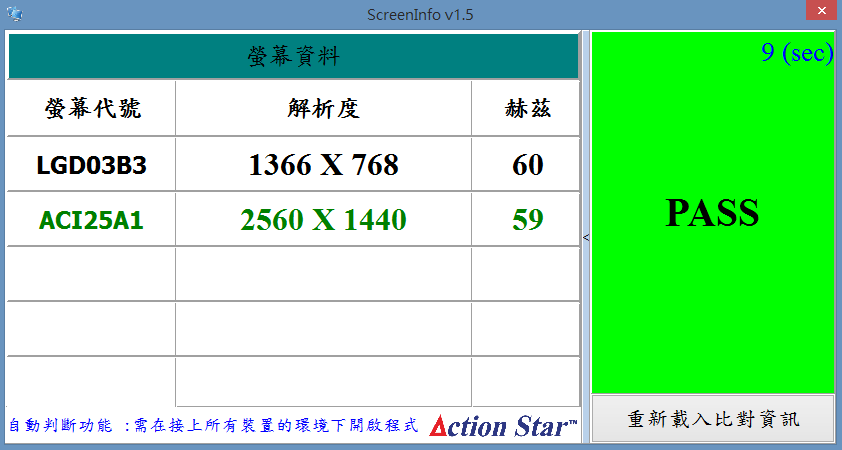 ScreenInfo v1.5
螢幕資料
螢幕代號 解析度 赫茲
LGD03B3 1366 X 768 60
ACI25A1 2560 X 1440 59
自動判斷功能 :需在接上所有裝置的環境下開啟程式
Action Star™
<
9 (sec)
PASS
重新載入比對資訊